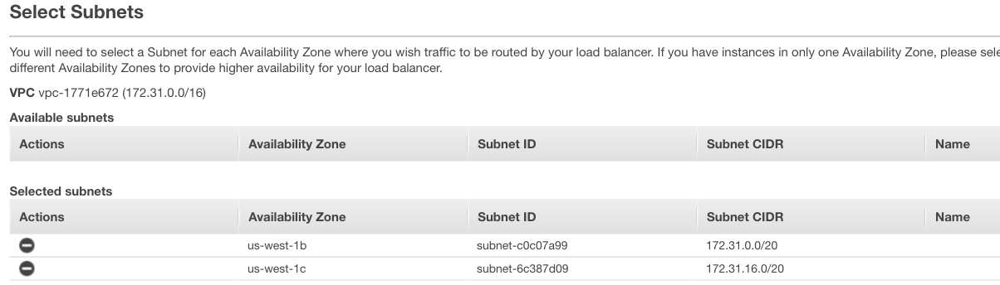 Select Subnets
You will need to select a Subnet for each Availability Zone where you wish traffic to be routed by your load balancer. If you have instances in only one Availability Zone, please sele
different Availability Zones to provide higher availability for your load balancer.
VPC vpc-1771e672 (172.31.0.0/16)
Available subnets
Actions Availability Zone Subnet ID Subnet CIDR Name
Selected subnets
Actions Availability Zone Subnet ID Subnet CIDR Name
us-west-1b subnet-c0c07a99 172.31.0.0/20
us-west-1c subnet-6c387d09 172.31.16.0/20